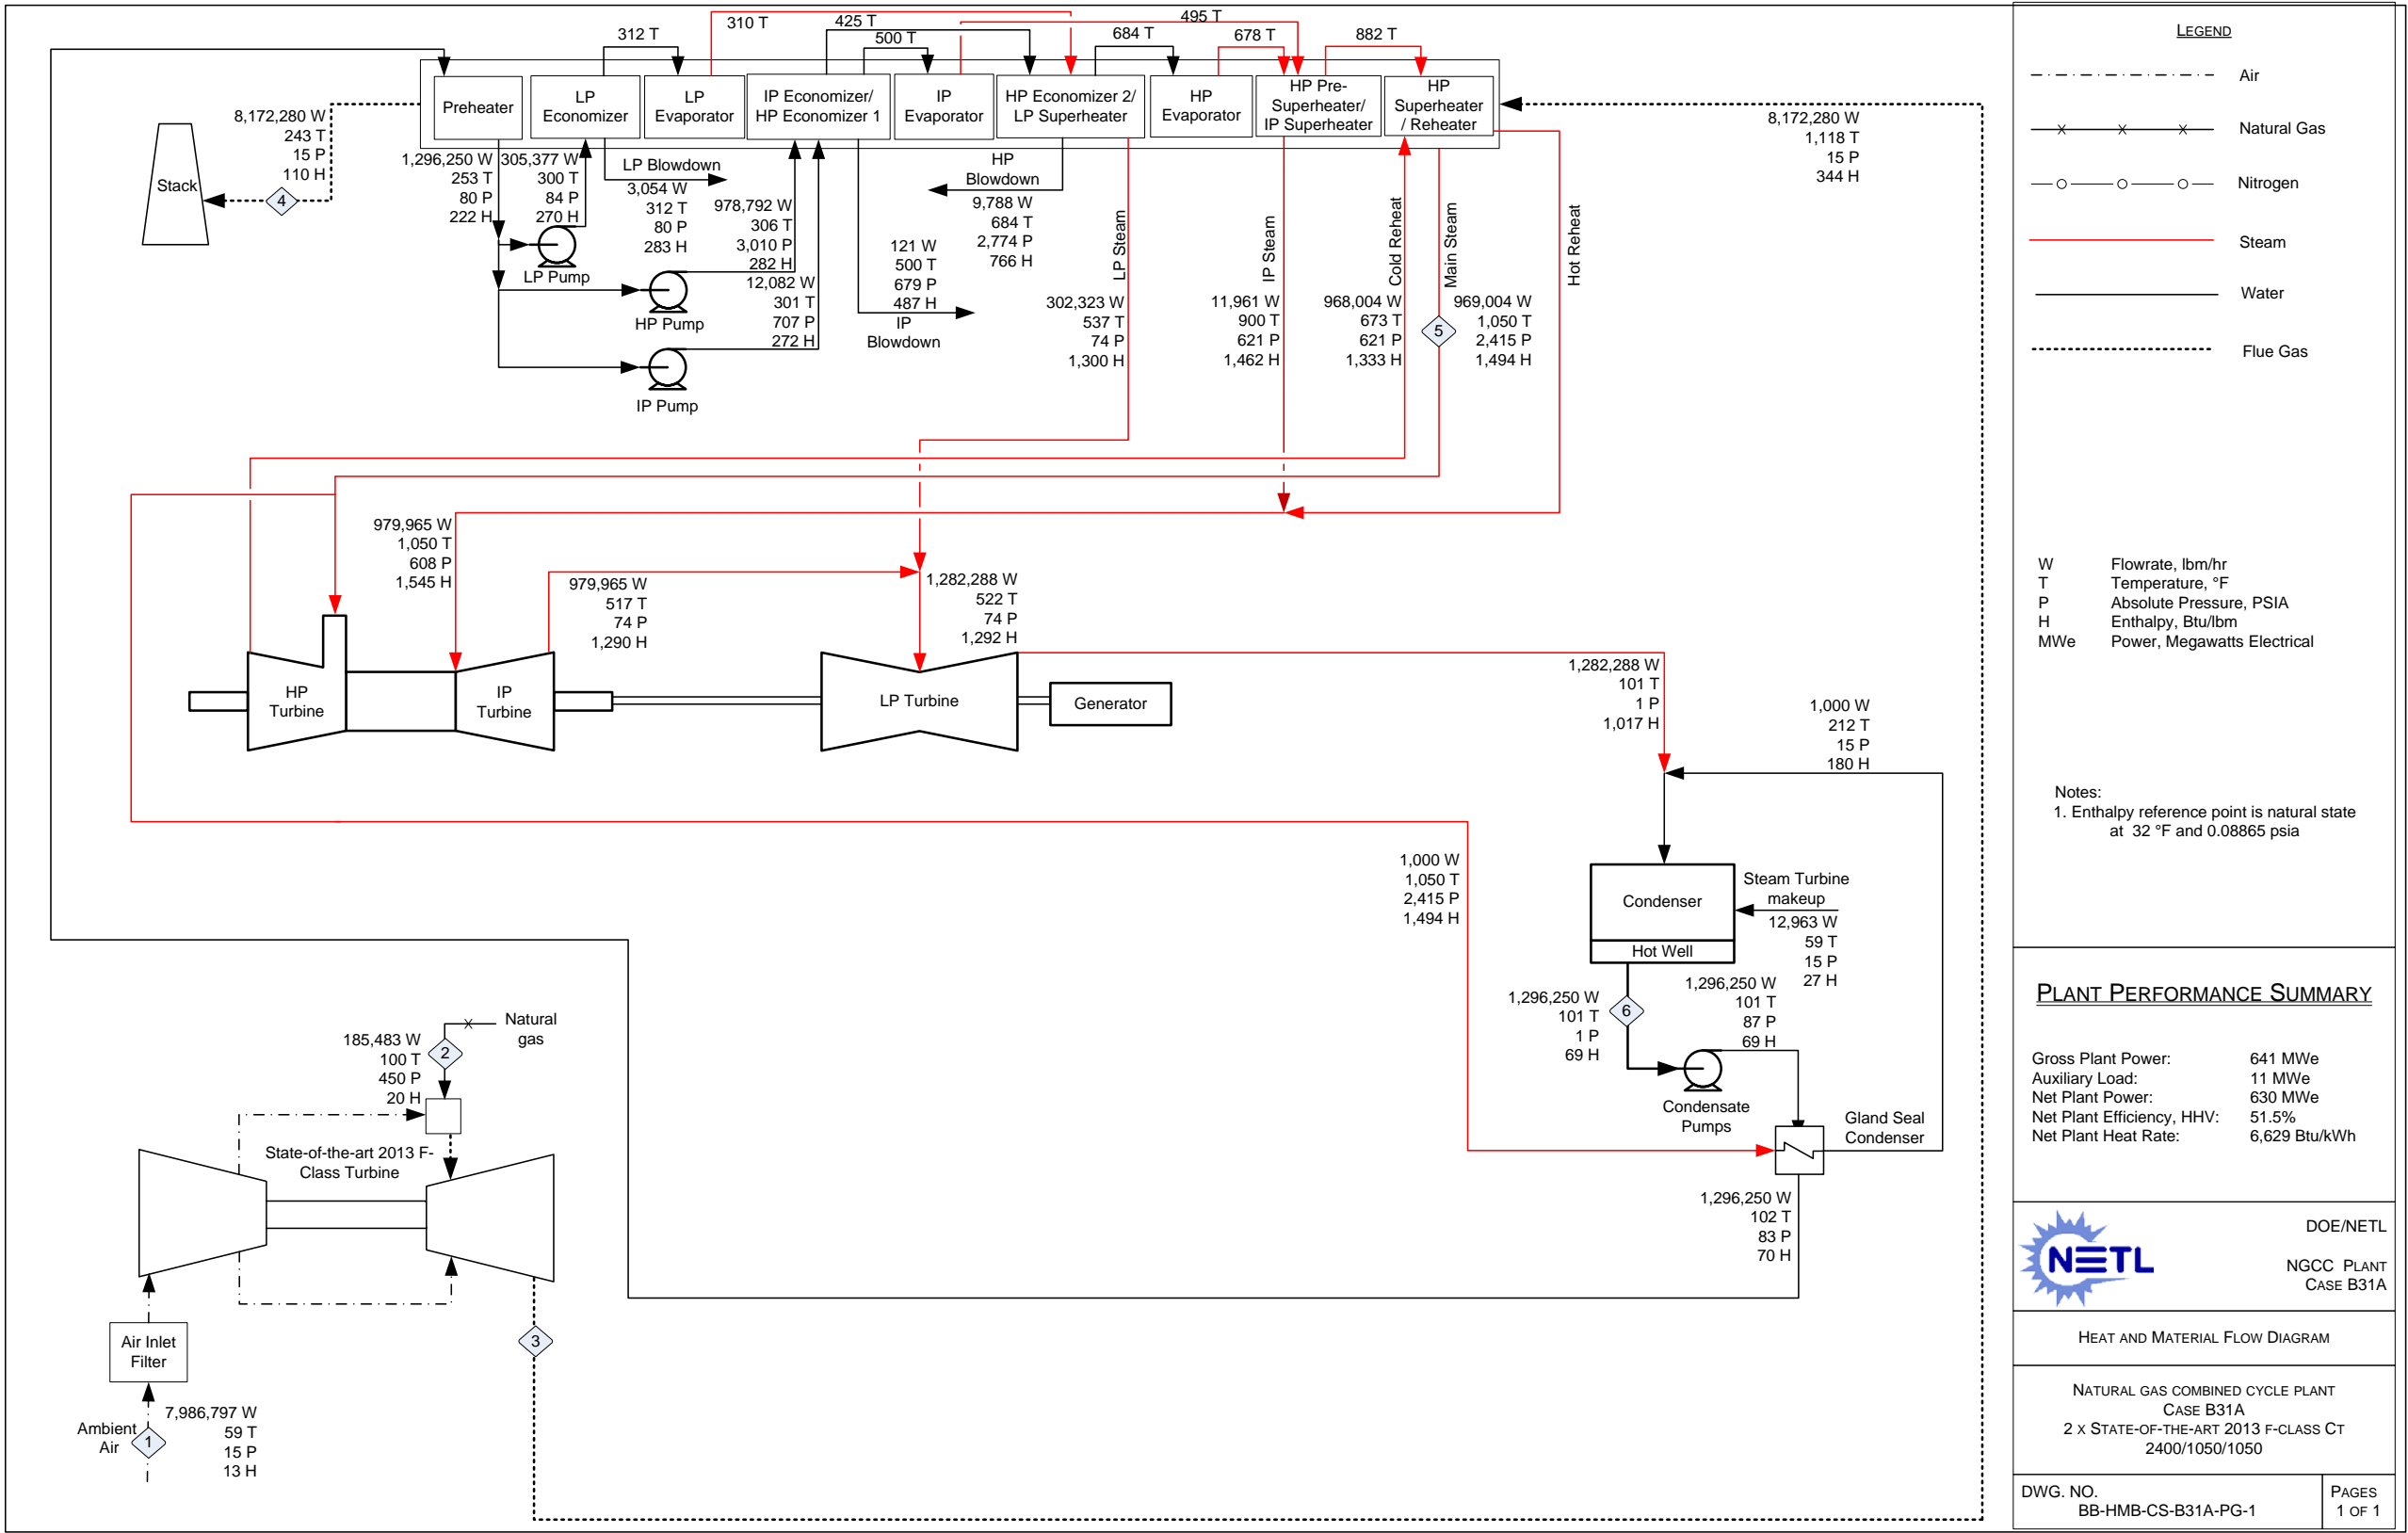 310 T
425 T
495 T
312 T
500 T
684 T
678 T
882 T
Preheater
LP
Economizer
LP
Evaporator
IP Economizer/
HP Economizer 1
IP
Evaporator
HP Economizer 2/
LP Superheater
HP
Evaporator
HP Pre-
Superheater/
IP Superheater
HP
Superheater
/ Reheater
8,172,280 W
243 T
15 P
110 H
Stack
4
1,296,250 W
253 T
80 P
222 H
305,377 W
300 T
84 P
270 H
LP Pump
LP Blowdown
3,054 W
312 T
80 P
283 H
978,792 W
306 T
3,010 P
282 H
HP Pump
12,082 W
301 T
707 P
272 H
IP Pump
121 W
500 T
679 P
487 H
IP
Blowdown
HP
Blowdown
9,788 W
684 T
2,774 P
766 H
LP Steam
302,323 W
537 T
74 P
1,300 H
IP Steam
11,961 W
900 T
621 P
1,462 H
Cold Reheat
968,004 W
673 T
621 P
1,333 H
Main Steam
5
969,004 W
1,050 T
2,415 P
1,494 H
Hot Reheat
8,172,280 W
1,118 T
15 P
344 H
979,965 W
1,050 T
608 P
1,545 H
979,965 W
517 T
74 P
1,290 H
1,282,288 W
522 T
74 P
1,292 H
HP
Turbine
IP
Turbine
LP Turbine
Generator
1,282,288 W
101 T
1 P
1,017 H
1,000 W
212 T
15 P
180 H
1,000 W
1,050 T
2,415 P
1,494 H
Condenser
Hot Well
Steam Turbine
makeup
12,963 W
59 T
15 P
27 H
1,296,250 W
101 T
1 P
69 H
6
1,296,250 W
101 T
87 P
69 H
Condensate
Pumps
Gland Seal
Condenser
1,296,250 W
102 T
83 P
70 H
Natural
gas
185,483 W
100 T
450 P
20 H
2
State-of-the-art 2013 F-
Class Turbine
3
Air Inlet
Filter
Ambient
Air
1
7,986,797 W
59 T
15 P
13 H
LEGEND
Air
Natural Gas
Nitrogen
Steam
Water
Flue Gas
W Flowrate, lbm/hr
T Temperature, °F
P Absolute Pressure, PSIA
H Enthalpy, Btu/lbm
MWe Power, Megawatts Electrical
Notes:
1. Enthalpy reference point is natural state
at 32 °F and 0.08865 psia
PLANT PERFORMANCE SUMMARY
Gross Plant Power: 641 MWe
Auxiliary Load: 11 MWe
Net Plant Power: 630 MWe
Net Plant Efficiency, HHV: 51.5%
Net Plant Heat Rate: 6,629 Btu/kWh
NETL
DOE/NETL
NGCC PLANT
CASE B31A
HEAT AND MATERIAL FLOW DIAGRAM
NATURAL GAS COMBINED CYCLE PLANT
CASE B31A
2 X STATE-OF-THE-ART 2013 F-CLASS CT
2400/1050/1050
DWG. NO.
BB-HMB-CS-B31A-PG-1
PAGES
1 OF 1